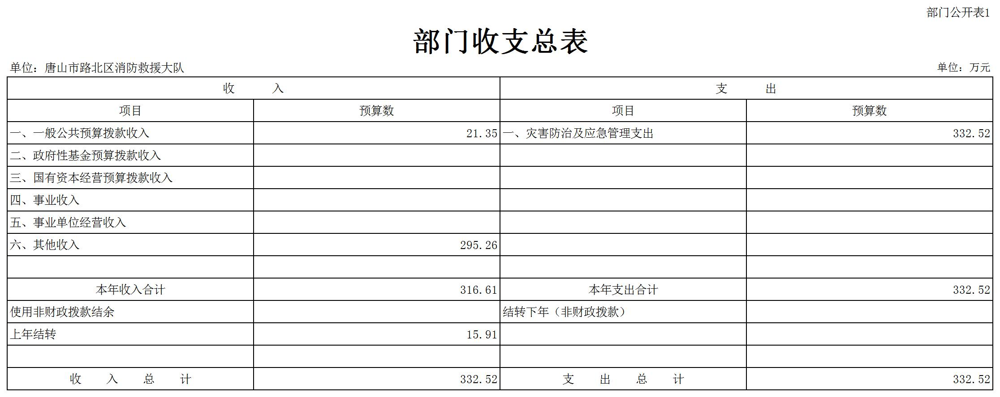 部门公开表1
部门收支总表
单位：唐山市路北区消防救援大队 单位：万元
收 入 支 出
项目 预算数 项目 预算数
一、一般公共预算拨款收入 21.35 一、灾害防治及应急管理支出 332.52
二、政府性基金预算拨款收入
三、国有资本经营预算拨款收入
四、事业收入
五、事业单位经营收入
六、其他收入 295.26
本年收入合计 316.61 本年支出合计 332.52
使用非财政拨款结余 结转下年（非财政拨款）
上年结转 15.91
收 入 总 计 332.52 支 出 总 计 332.52